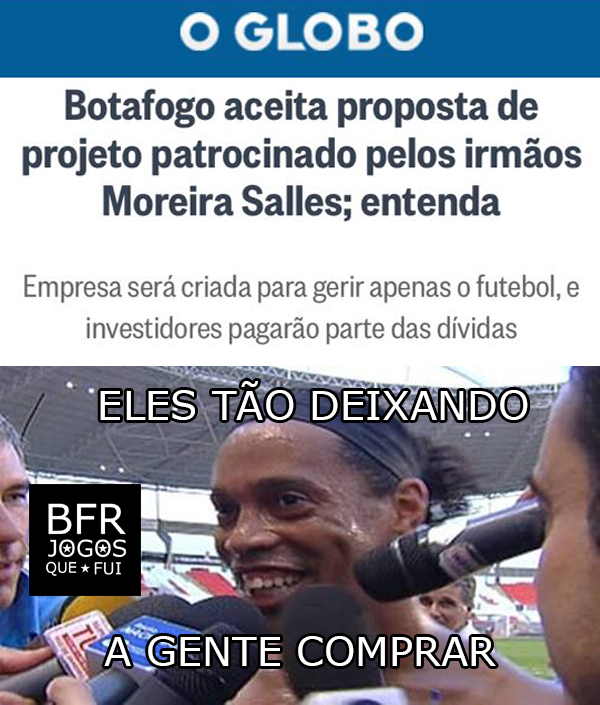 O GLOBO
Botafogo aceita proposta de
projeto patrocinado pelos irmãos
Moreira Salles; entenda
Empresa será criada para gerir apenas o futebol, e
investidores pagarão parte das dívidas
ELES TÃO DEIXANDO
BFR
JOGOS
QUE★FUI
A GENTE COMPRAR